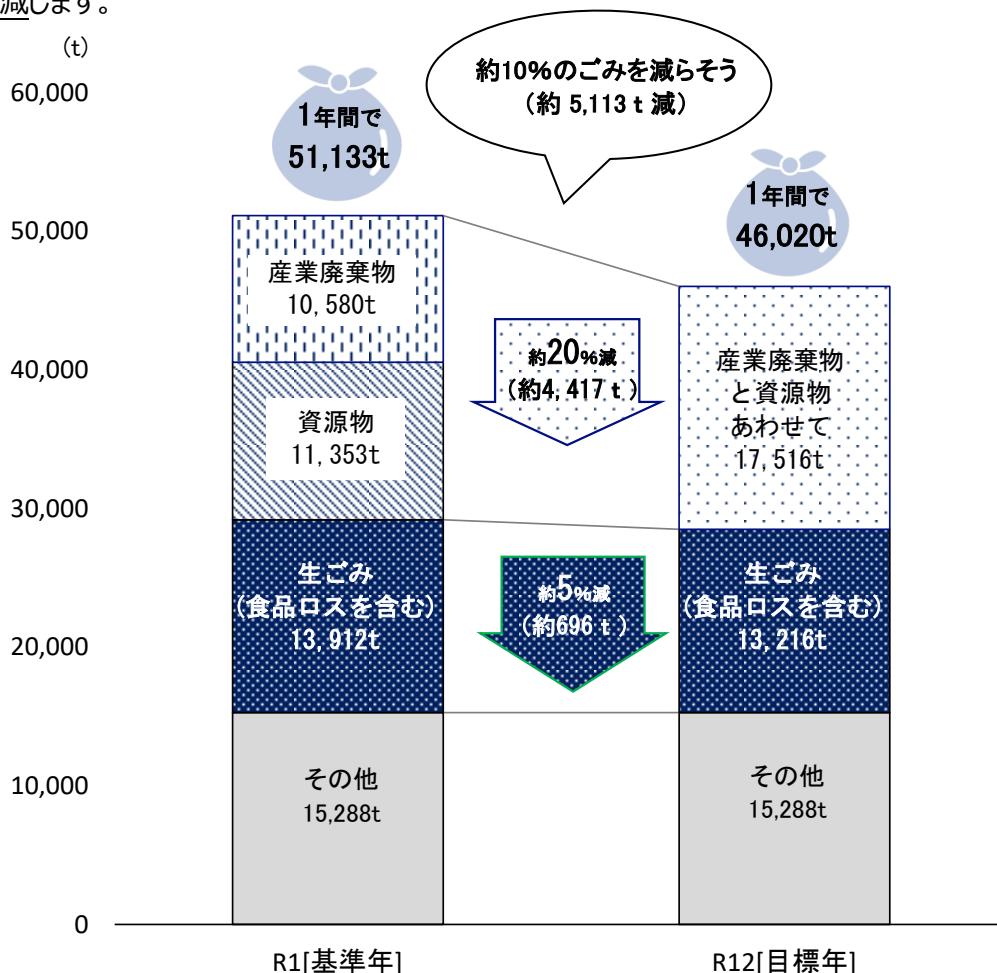 減します。
(t)
60,000
50,000
40,000
30,000
20,000
10,000
0
1年間で
51,133t
約10%のごみを減らそう
(約 5,113 t 減)
1年間で
46,020t
産業廃棄物
10,580t
資源物
11,353t
生ごみ
(食品ロスを含む)
13,912t
その他
15,288t
約20%減
(約4,417 t )
約5%減
(約696 t )
産業廃棄物
と資源物
あわせて
17,516t
生ごみ
(食品ロスを含む)
13,216t
その他
15,288t
R1[基準年]
R12[目標年]